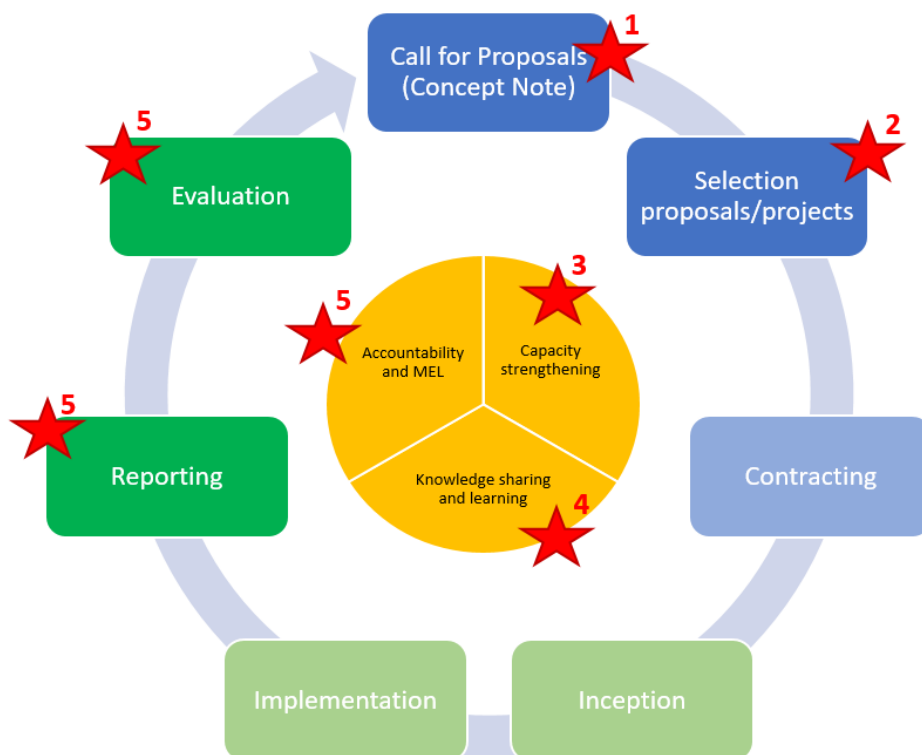 Call for Proposals
(Concept Note)
1
2
Selection
proposals/projects
5
Evaluation
3
Capacity
strengthening
5
Accountability
and MEL
Knowledge sharing
and learning
4
5
Reporting
Contracting
Implementation
Inception